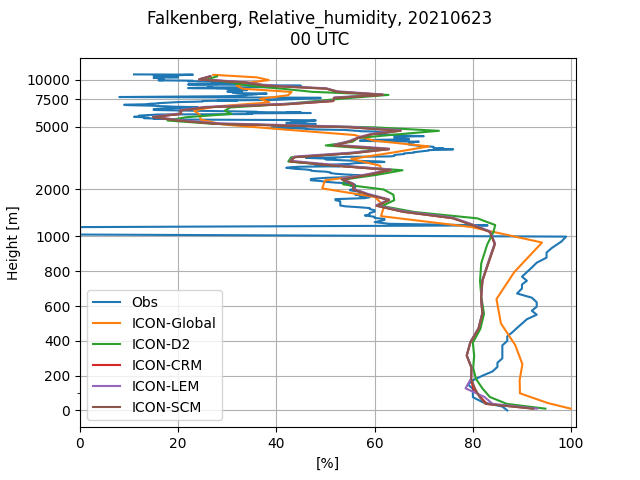 Falkenberg, Relative_humidity, 20210623
00 UTC
10000
7500
5000
2000
1000
800
600
400
200
0
Height [m]
Obs
ICON-Global
ICON-D2
ICON-CRM
ICON-LEM
ICON-SCM
0 20 40 60 80 100
[%]